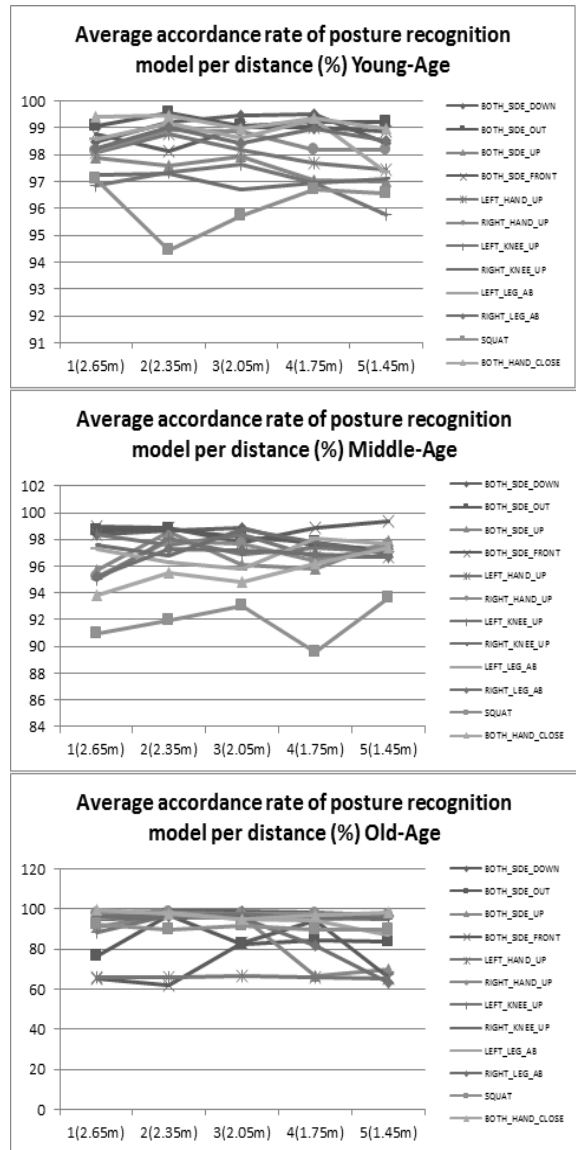 Average accordance rate of posture recognition
model per distance (%) Young-Age
100
99
98
97
96
95
94
93
92
91
1(2.65m) 2(2.35m) 3(2.05m) 4(1.75m) 5(1.45m)
BOTH_SIDE_DOWN
BOTH_SIDE_OUT
BOTH_SIDE_UP
BOTH_SIDE_FRONT
LEFT_HAND_UP
RIGHT_HAND_UP
LEFT_KNEE_UP
RIGHT_KNEE_UP
LEFT_LEG_AB
RIGHT_LEG_AB
SQUAT
BOTH_HAND_CLOSE
Average accordance rate of posture recognition
model per distance (%) Middle-Age
102
100
98
96
94
92
90
88
86
84
1(2.65m) 2(2.35m) 3(2.05m) 4(1.75m) 5(1.45m)
BOTH_SIDE_DOWN
BOTH_SIDE_OUT
BOTH_SIDE_UP
BOTH_SIDE_FRONT
LEFT_HAND_UP
RIGHT_HAND_UP
LEFT_KNEE_UP
RIGHT_KNEE_UP
LEFT_LEG_AB
RIGHT_LEG_AB
SQUAT
BOTH_HAND_CLOSE
Average accordance rate of posture recognition
model per distance (%) Old-Age
120
100
80
60
40
20
0
1(2.65m) 2(2.35m) 3(2.05m) 4(1.75m) 5(1.45m)
BOTH_SIDE_DOWN
BOTH_SIDE_OUT
BOTH_SIDE_UP
BOTH_SIDE_FRONT
LEFT_HAND_UP
RIGHT_HAND_UP
LEFT_KNEE_UP
RIGHT_KNEE_UP
LEFT_LEG_AB
RIGHT_LEG_AB
SQUAT
BOTH_HAND_CLOSE